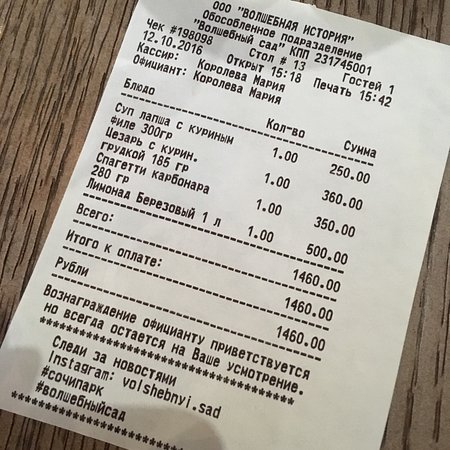 ООО "ВОЛШЕБНАЯ ИСТОРИЯ"
Обособленное подразделение
"Волшебный сад" КПП 231745001
Чек #198098 Стол # 13 Гостей 1
12.10.2016 Открыт 15:18 Печать 15:42
Кассир: Королева Мария
Официант: Королева Мария
Блюдо Кол-во Сумма
Суп лапша с куриным
филе 300гр 1.00 250.00
Цезарь с курин.
грудкой 185 гр 1.00 360.00
Спагетти карбонара
280 гр 1.00 350.00
Лимонад Березовый 1 л 1.00 500.00
Всего: 1460.00
Итого к оплате: 1460.00
Рубли 1460.00
Вознаграждение официанту приветствуется
но всегда остается на Ваше усмотрение.
************************************
Следи за новостями
Instagram: volshebnyi.sad
#сочипарк
#волшебныйсад
************************************